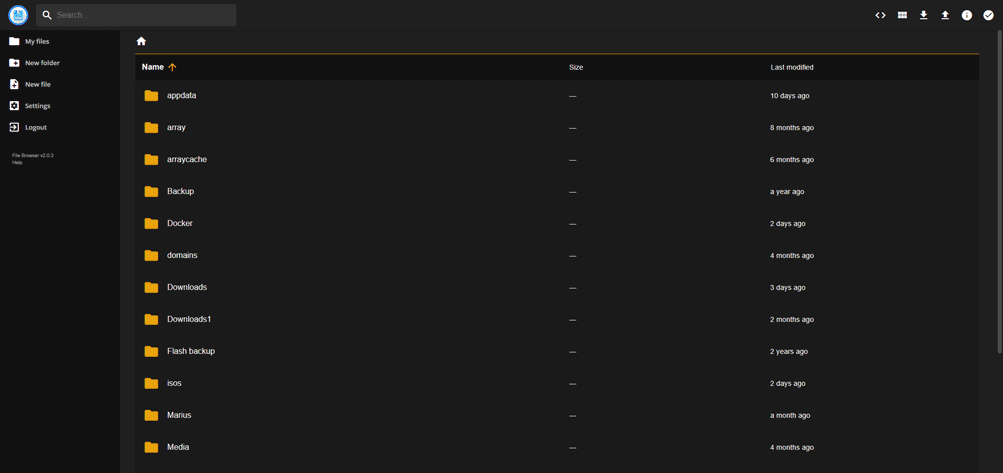 Search...
My files
New folder
New file
Settings
Logout
File Browser v2.0.3
Help
Name Size Last modified
appdata — 10 days ago
array — 8 months ago
arraycache — 6 months ago
Backup — a year ago
Docker — 2 days ago
domains — 4 months ago
Downloads — 3 days ago
Downloads1 — 2 months ago
Flash backup — 2 years ago
isos — 2 days ago
Marius — a month ago
Media — 4 months ago